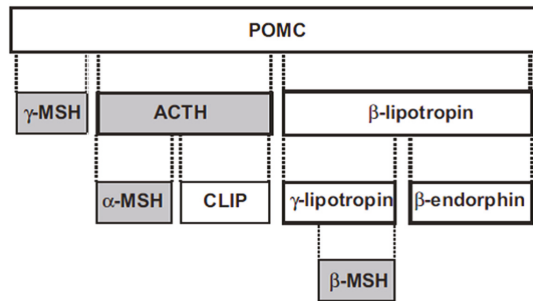 POMC
γ-MSH ACTH β-lipotropin
α-MSH CLIP γ-lipotropin β-endorphin
β-MSH